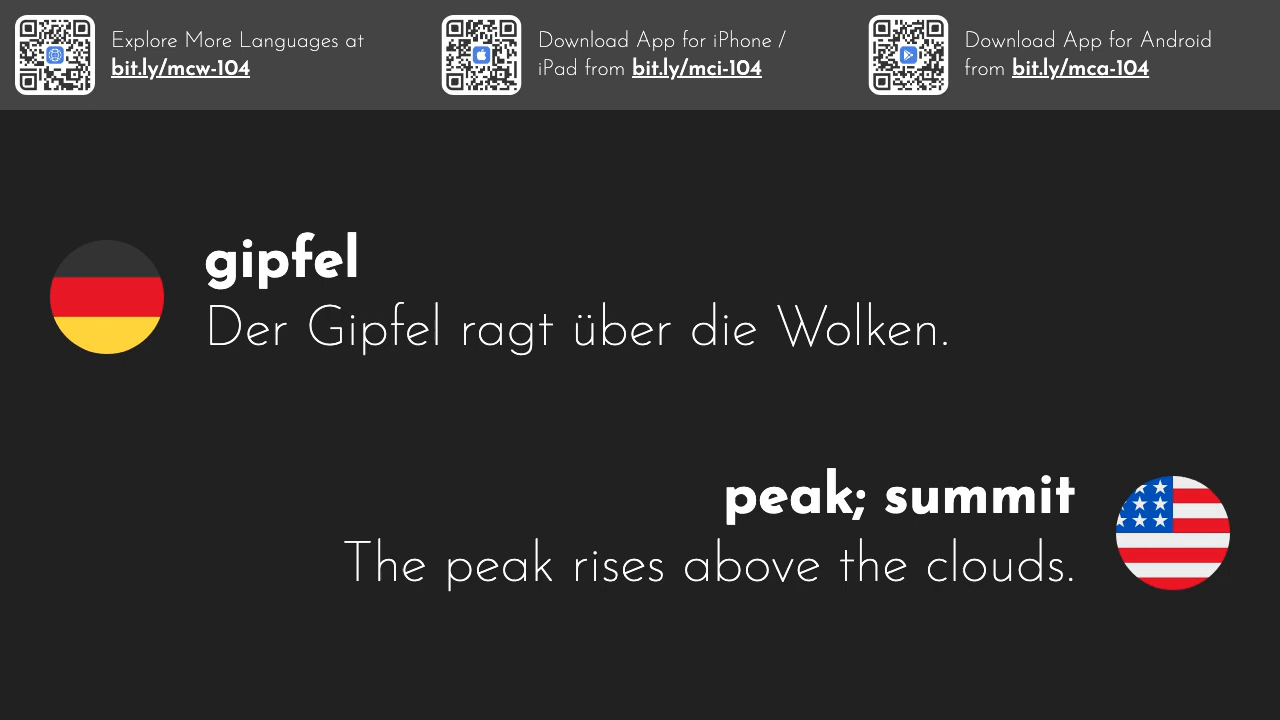 Explore More Languages at
bit.ly/mcw-104
Download App for iPhone /
iPad from bit.ly/mci-104
Download App for Android
from bit.ly/mca-104
gipfel
Der Gipfel ragt über die Wolken.
peak; summit
The peak rises above the clouds.